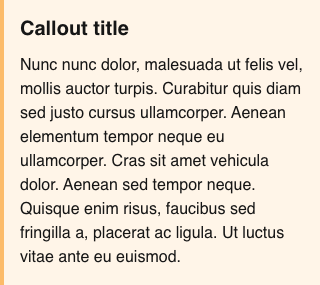 Callout title
Nunc nunc dolor, malesuada ut felis vel,
mollis auctor turpis. Curabitur quis diam
sed justo cursus ullamcorper. Aenean
elementum tempor neque eu
ullamcorper. Cras sit amet vehicula
dolor. Aenean sed tempor neque.
Quisque enim risus, faucibus sed
fringilla a, placerat ac ligula. Ut luctus
vitae ante eu euismod.